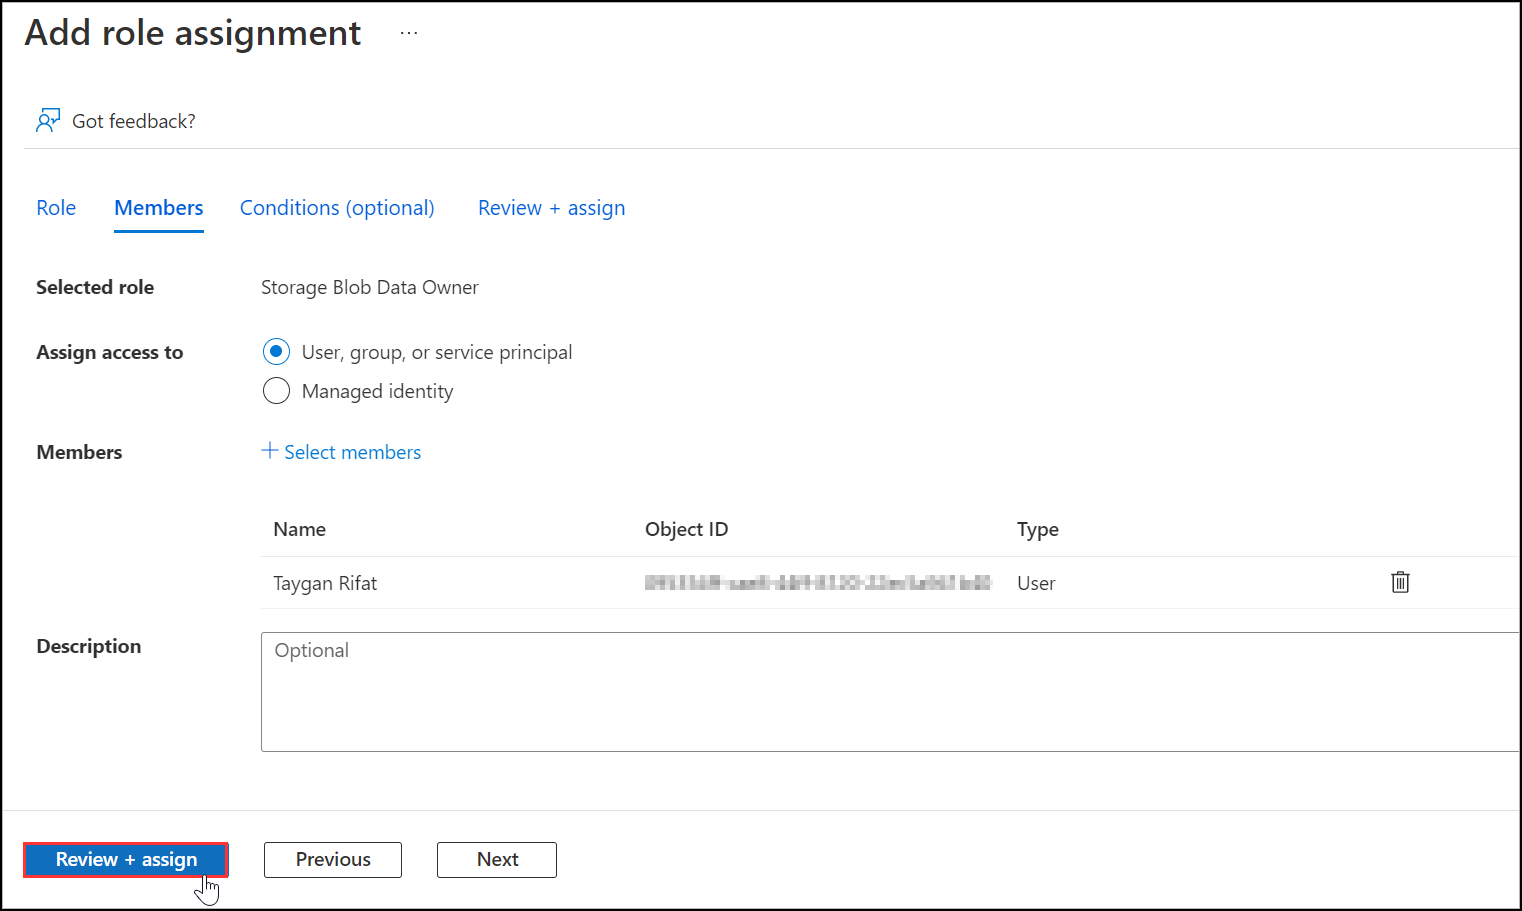 Add role assignment ...
Got feedback?
Role Members Conditions (optional) Review + assign
Selected role Storage Blob Data Owner
Assign access to User, group, or service principal
Managed identity
Members + Select members
Name Object ID Type
Taygan Rifat User
Description Optional
Review + assign Previous Next